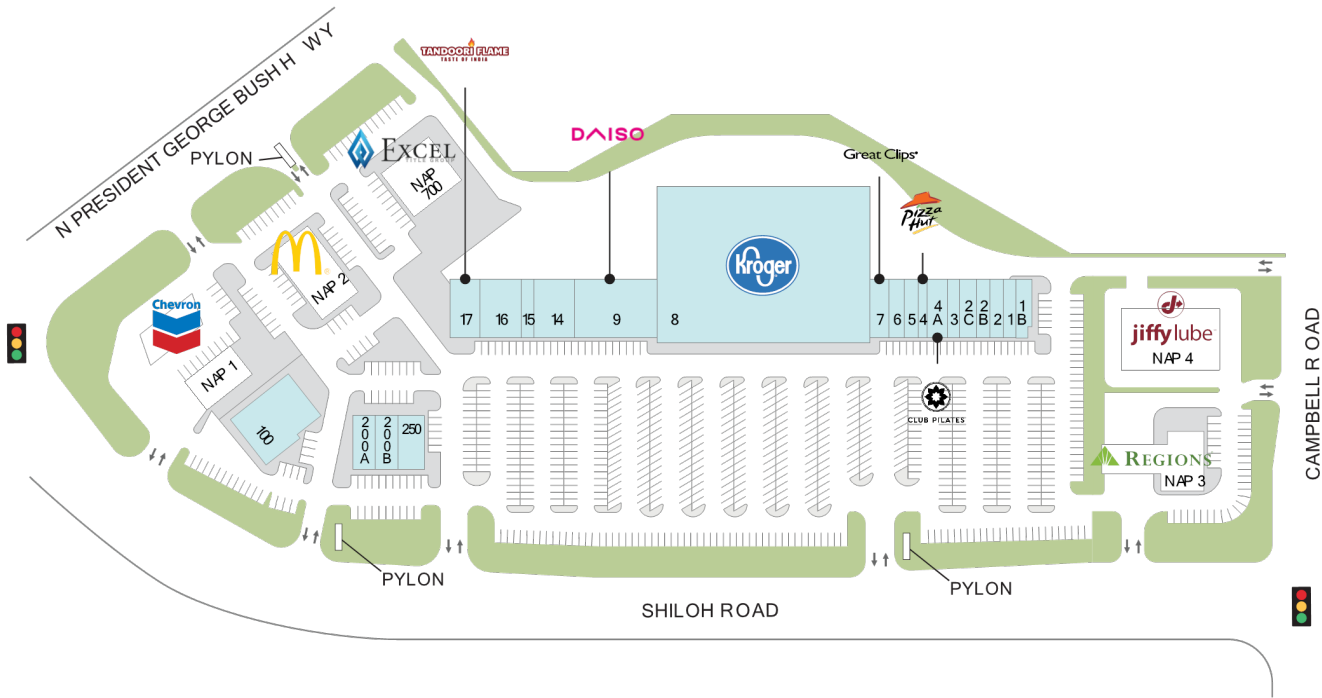 N PRESIDENT GEORGE BUSH H WY
TANDOORI FLAME
TASTE OF INDIA
PYLON
EXCEL
TITLE GROUP
NAP 700
DAISO
Great Clips
Pizza
Hut
Kroger
NAP 2
Chevron
NAP 1
100
200A
200B
250
17
16
15
14
9
8
7
6
5
4
4A
3
2C
2B
2
1
1B
jiffy lube
NAP 4
CLUB PILATES
REGIONS
NAP 3
CAMPBELL R OAD
PYLON
PYLON
SHILOH ROAD